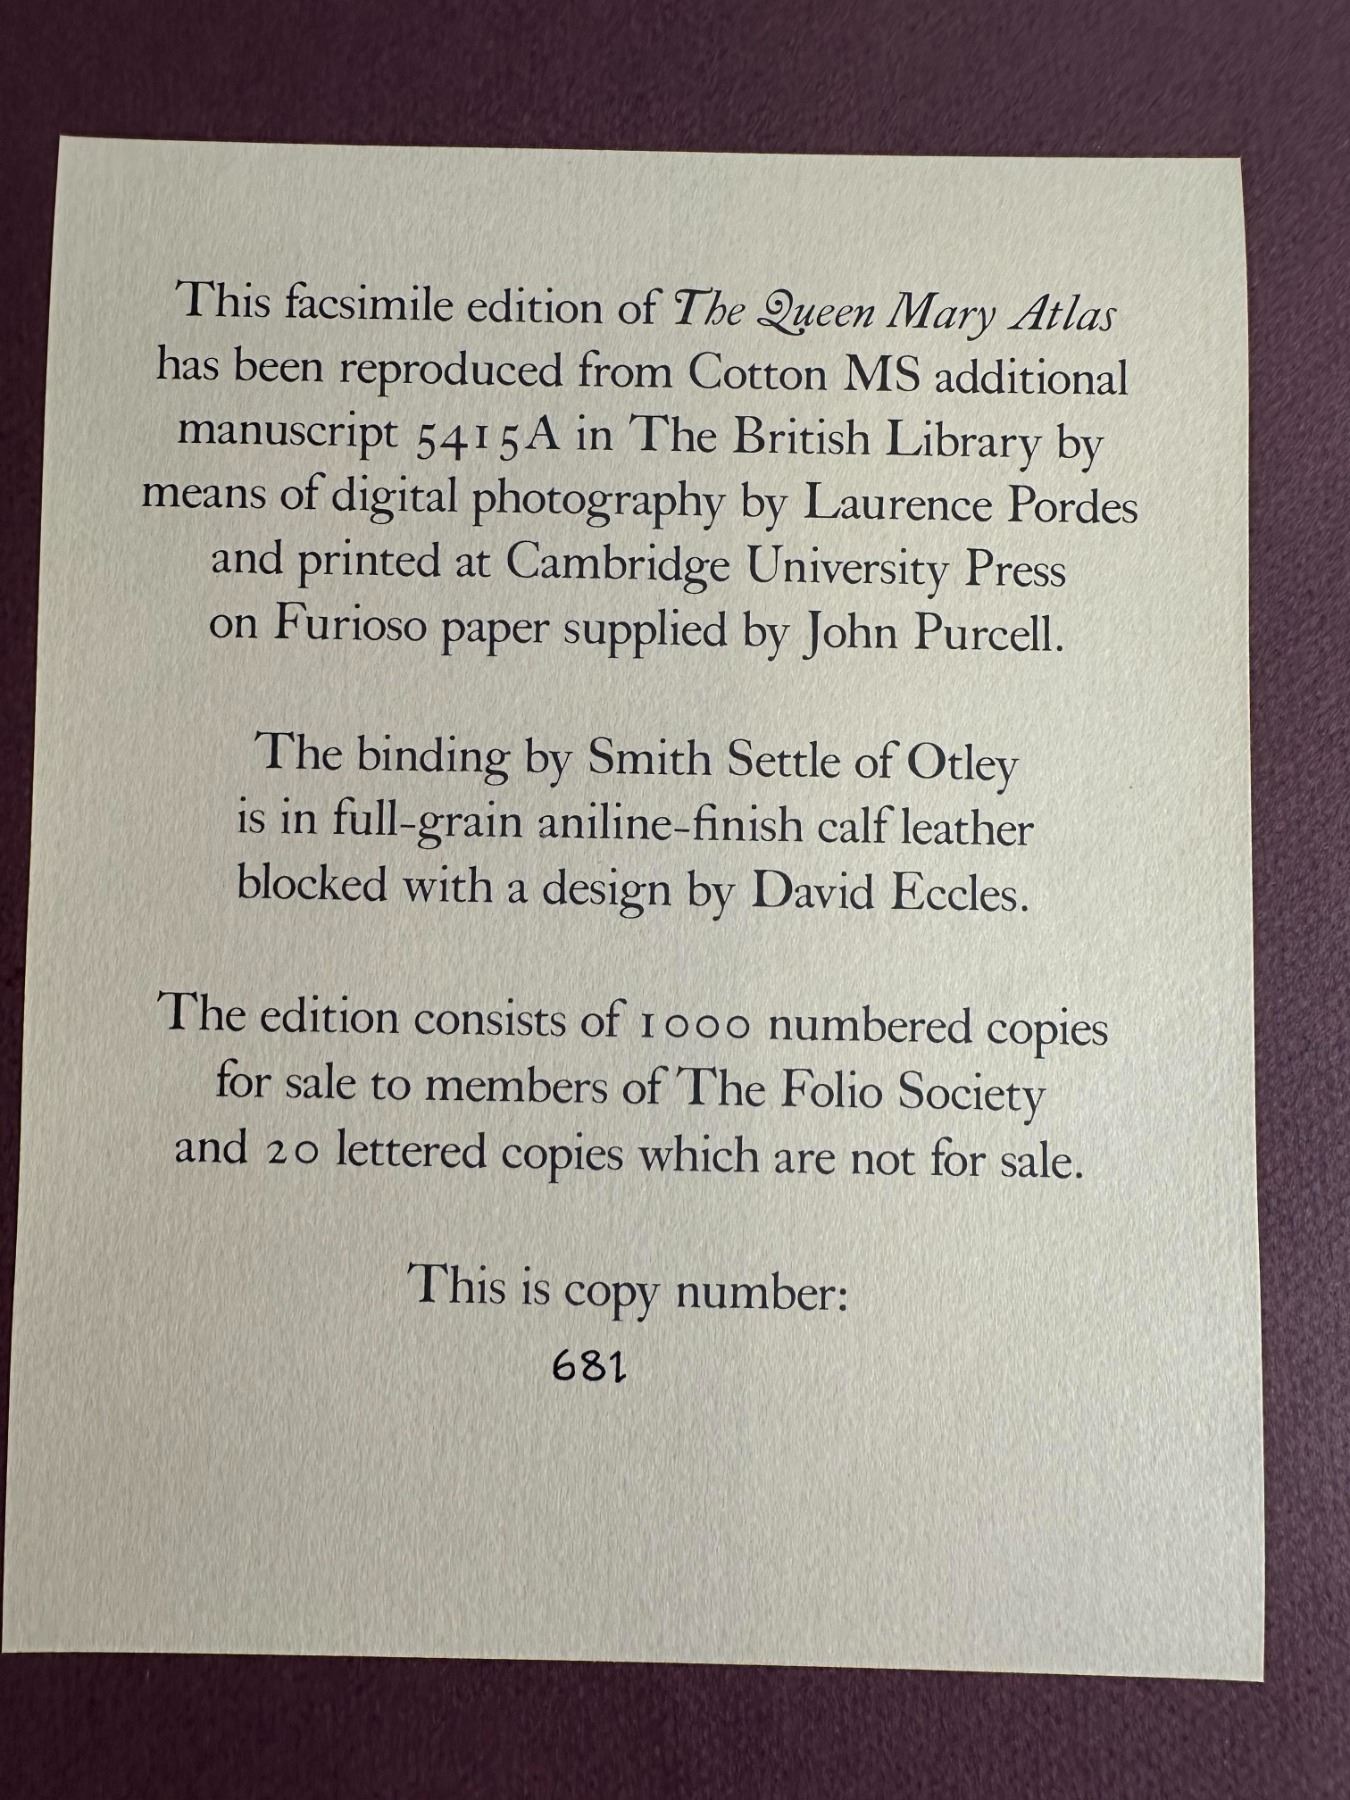 This facsimile edition of The Queen Mary Atlas
has been reproduced from Cotton MS additional
manuscript 5415A in The British Library by
means of digital photography by Laurence Pordes
and printed at Cambridge University Press
on Furioso paper supplied by John Purcell.
The binding by Smith Settle of Otley
is in full-grain aniline-finish calf leather
blocked with a design by David Eccles.
The edition consists of 1000 numbered copies
for sale to members of The Folio Society
and 20 lettered copies which are not for sale.
This is copy number:
681